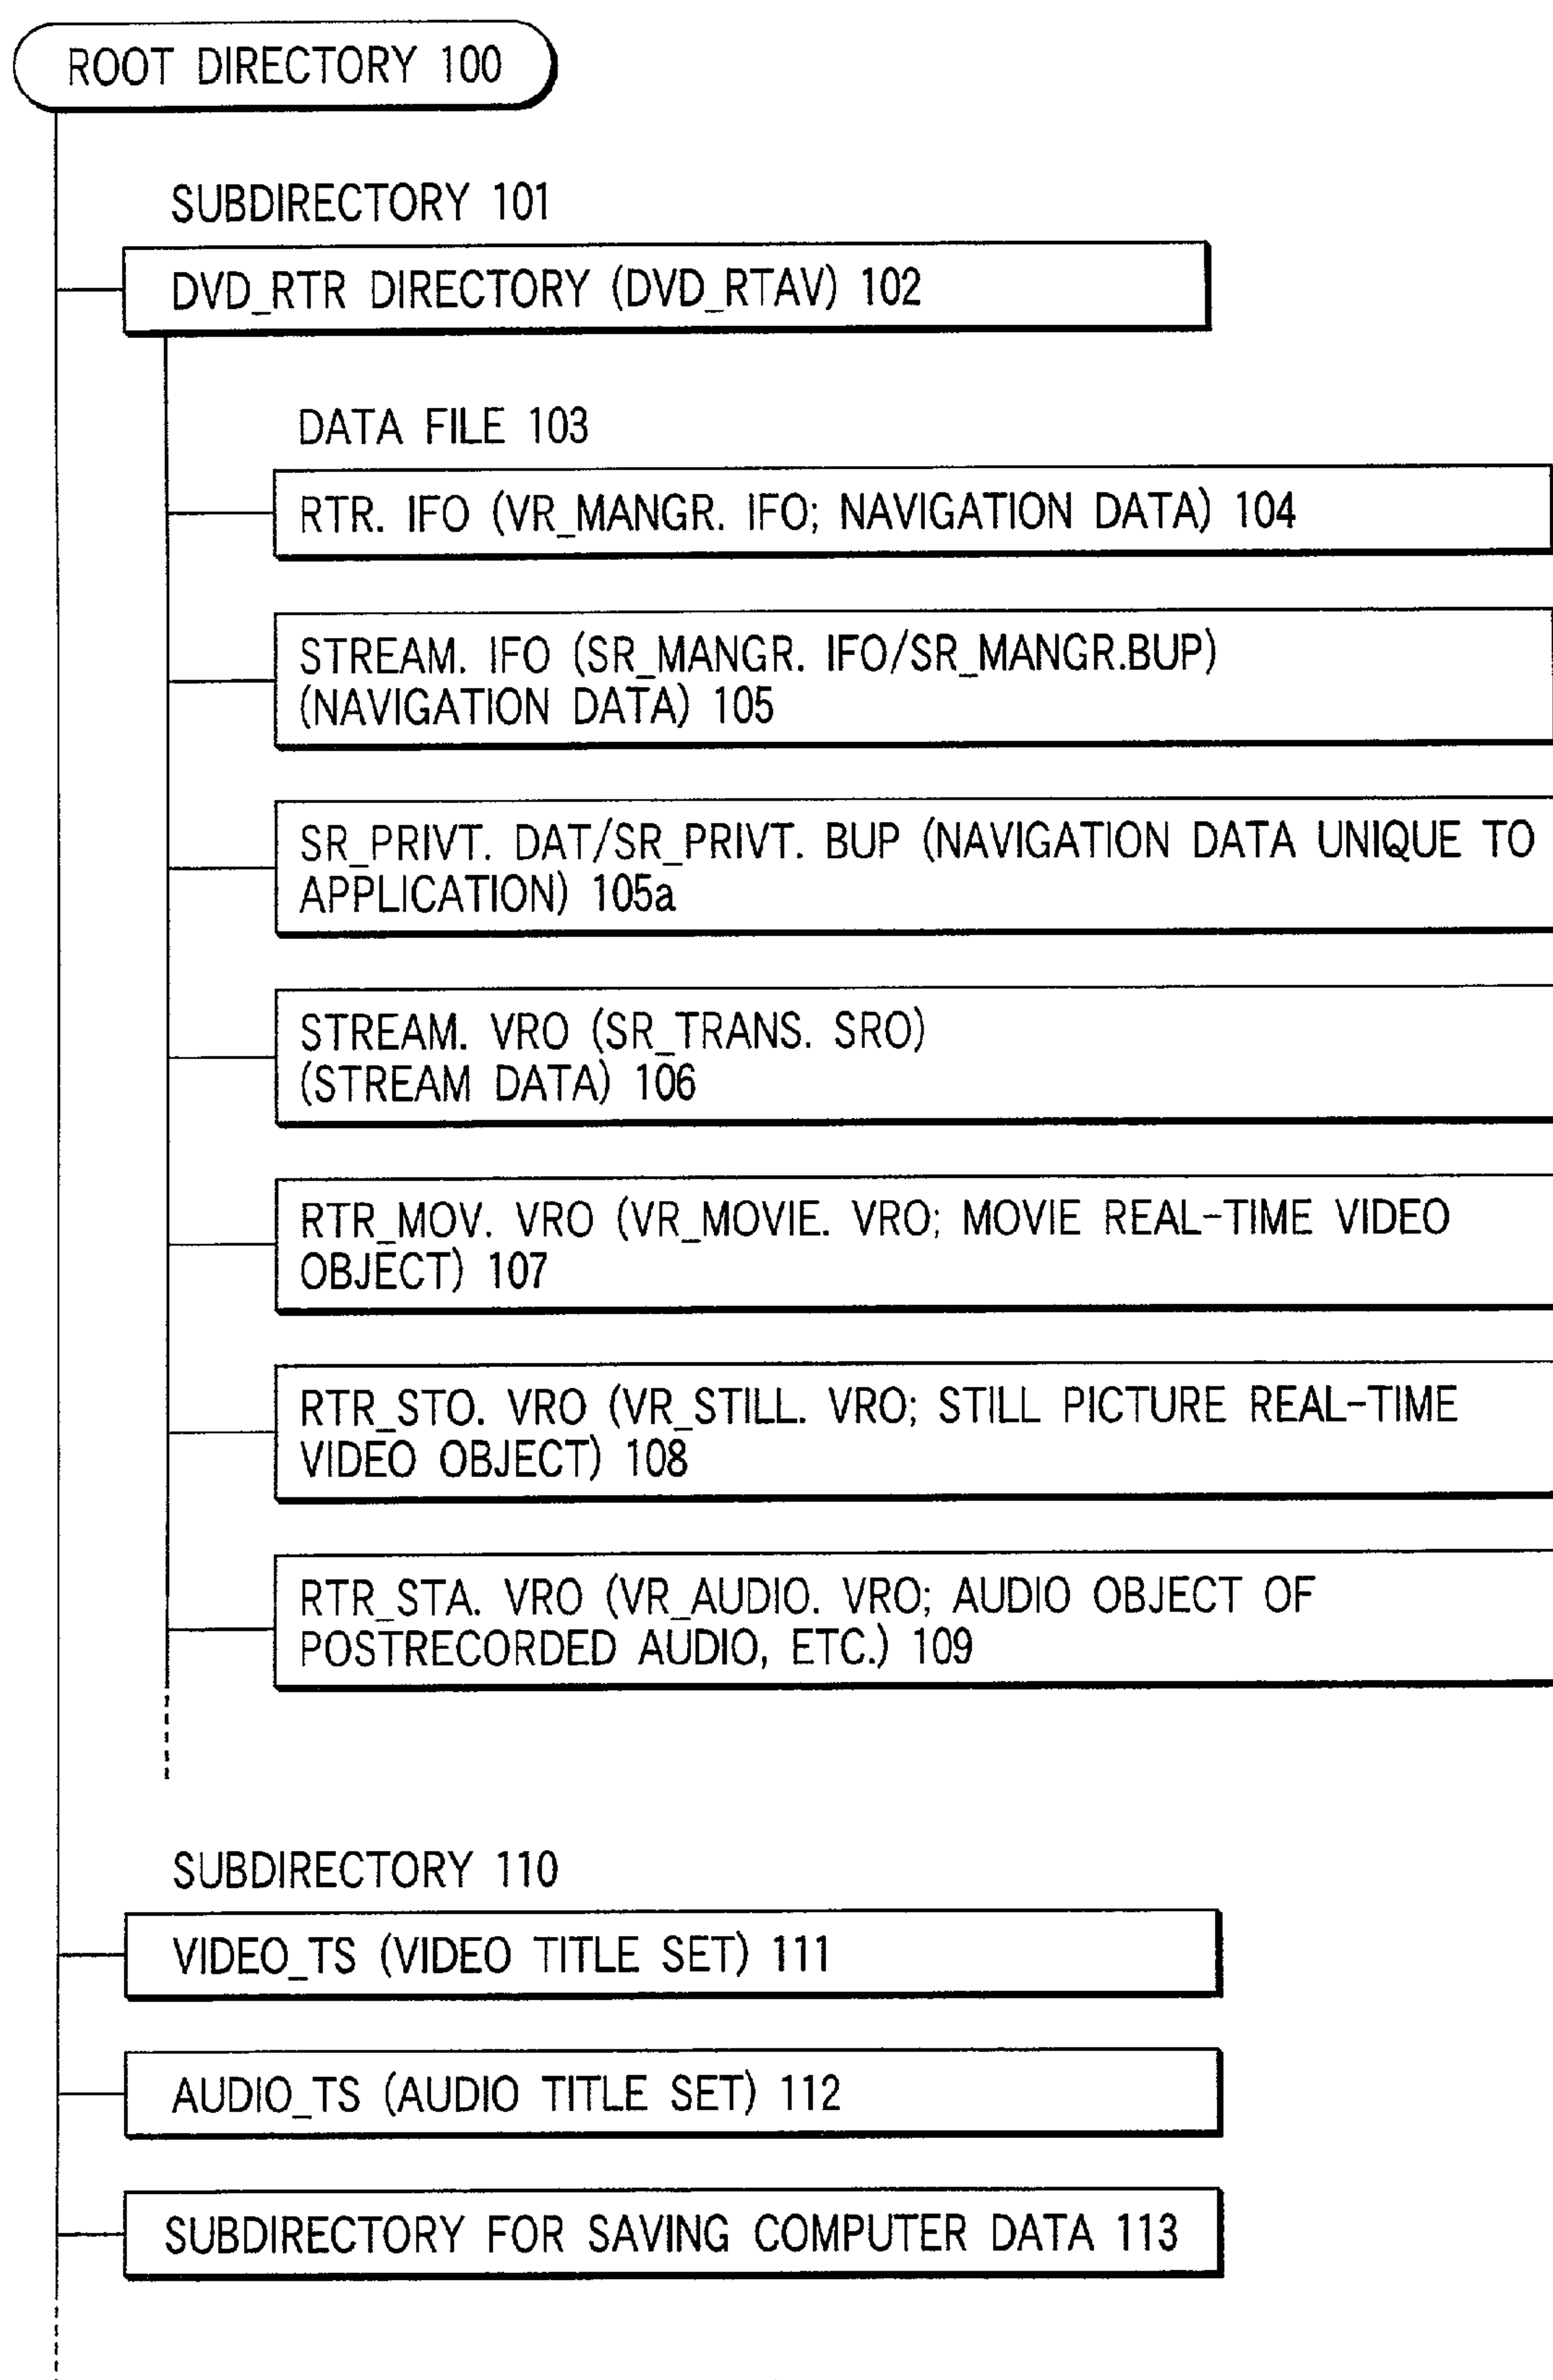 ROOT DIRECTORY 100
SUBDIRECTORY 101
DVD_RTR DIRECTORY (DVD_RTAV) 102
DATA FILE 103
RTR. IFO (VR_MANGR. IFO; NAVIGATION DATA) 104
STREAM. IFO (SR_MANGR. IFO/SR_MANGR.BUP)
(NAVIGATION DATA) 105
SR_PRIVT. DAT/SR_PRIVT. BUP (NAVIGATION DATA UNIQUE TO
APPLICATION) 105a
STREAM. VRO (SR_TRANS. SRO)
(STREAM DATA) 106
RTR_MOV. VRO (VR_MOVIE. VRO; MOVIE REAL-TIME VIDEO
OBJECT) 107
RTR_STO. VRO (VR_STILL. VRO; STILL PICTURE REAL-TIME
VIDEO OBJECT) 108
RTR_STA. VRO (VR_AUDIO. VRO; AUDIO OBJECT OF
POSTRECORDED AUDIO, ETC.) 109
SUBDIRECTORY 110
VIDEO_TS (VIDEO TITLE SET) 111
AUDIO_TS (AUDIO TITLE SET) 112
SUBDIRECTORY FOR SAVING COMPUTER DATA 113